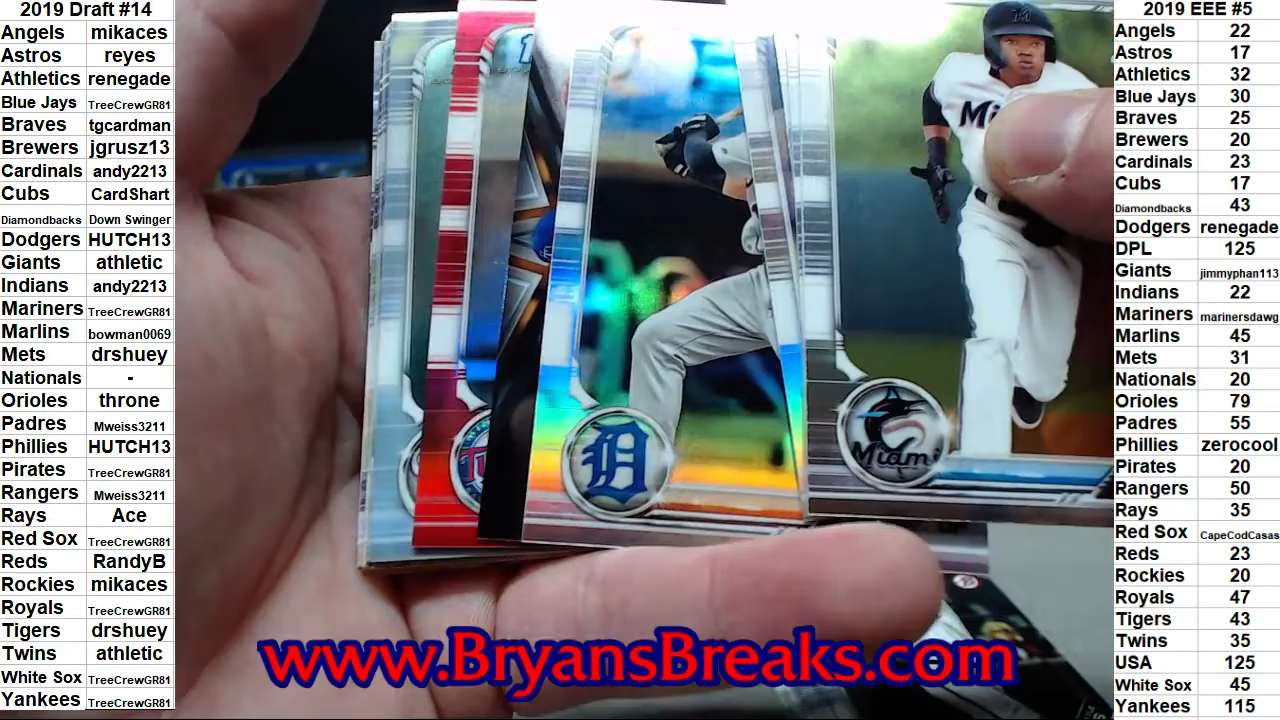 2019 Draft #14
Angels mikaces
Astros reyes
Athletics renegade
Blue Jays TreeCrewGR81
Braves tgcardman
Brewers jgrusz13
Cardinals andy2213
Cubs CardShart
Diamondbacks Down Swinger
Dodgers HUTCH13
Giants athletic
Indians andy2213
Mariners TreeCrewGR81
Marlins bowman0069
Mets drshuey
Nationals -
Orioles throne
Padres Mweiss3211
Phillies HUTCH13
Pirates TreeCrewGR81
Rangers Mweiss3211
Rays Ace
Red Sox TreeCrewGR81
Reds RandyB
Rockies mikaces
Royals TreeCrewGR81
Tigers drshuey
Twins athletic
White Sox TreeCrewGR81
Yankees TreeCrewGR81
Miami
D
www.BryansBreaks.com
2019 EEE #5
Angels 22
Astros 17
Athletics 32
Blue Jays 30
Braves 25
Brewers 20
Cardinals 23
Cubs 17
Diamondbacks 43
Dodgers renegade
DPL 125
Giants jimmyphan113
Indians 22
Mariners marinersdawg
Marlins 45
Mets 31
Nationals 20
Orioles 79
Padres 55
Phillies zerocool
Pirates 20
Rangers 50
Rays 35
Red Sox CapeCodCasas
Reds 23
Rockies 20
Royals 47
Tigers 43
Twins 35
USA 125
White Sox 45
Yankees 115